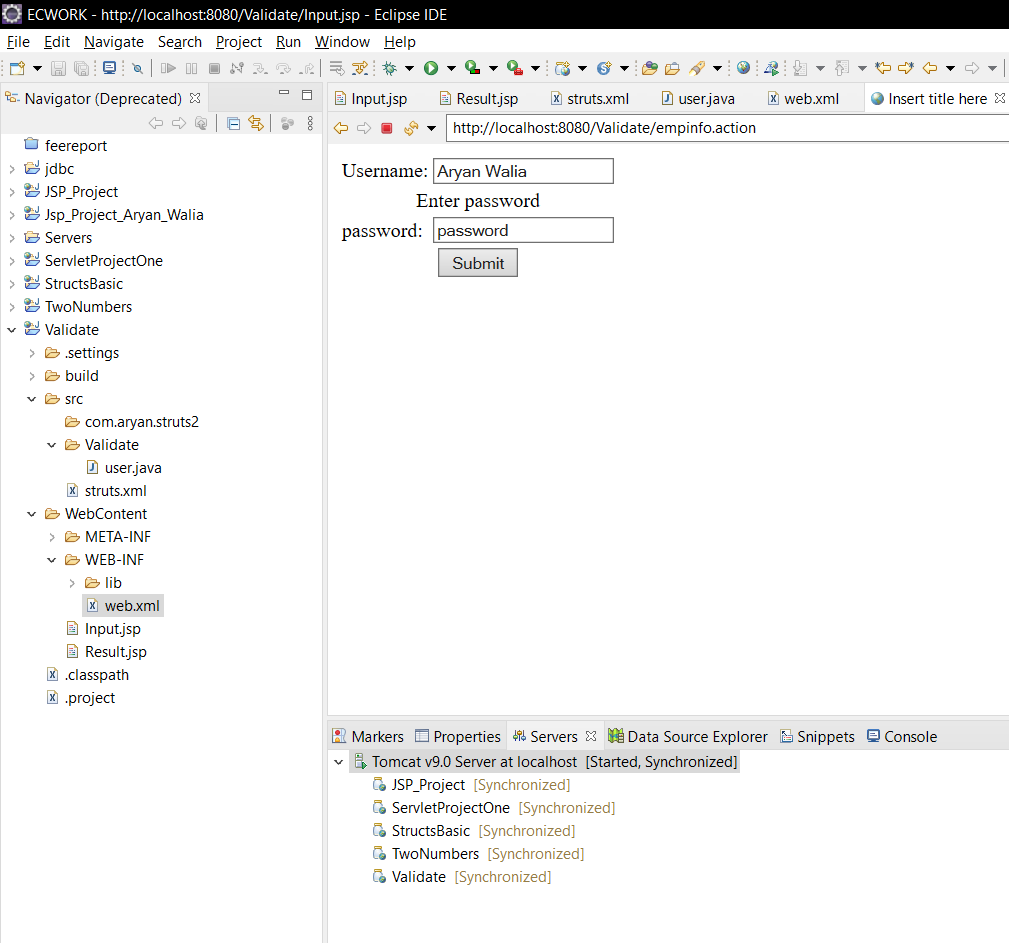 ECWORK - http://localhost:8080/Validate/Input.jsp - Eclipse IDE
File Edit Navigate Search Project Run Window Help
Navigator (Deprecated)
feereport
jdbc
JSP_Project
Jsp_Project_Aryan_Walia
Servers
ServletProjectOne
StructsBasic
TwoNumbers
Validate
.settings
build
src
com.aryan.struts2
Validate
user.java
struts.xml
WebContent
META-INF
WEB-INF
lib
web.xml
Input.jsp
Result.jsp
.classpath
.project
Input.jsp Result.jsp struts.xml user.java web.xml Insert title here
http://localhost:8080/Validate/empinfo.action
Username: Aryan Walia
Enter password
password: password
Submit
Markers Properties Servers Data Source Explorer Snippets Console
Tomcat v9.0 Server at localhost [Started, Synchronized]
JSP_Project [Synchronized]
ServletProjectOne [Synchronized]
StructsBasic [Synchronized]
TwoNumbers [Synchronized]
Validate [Synchronized]